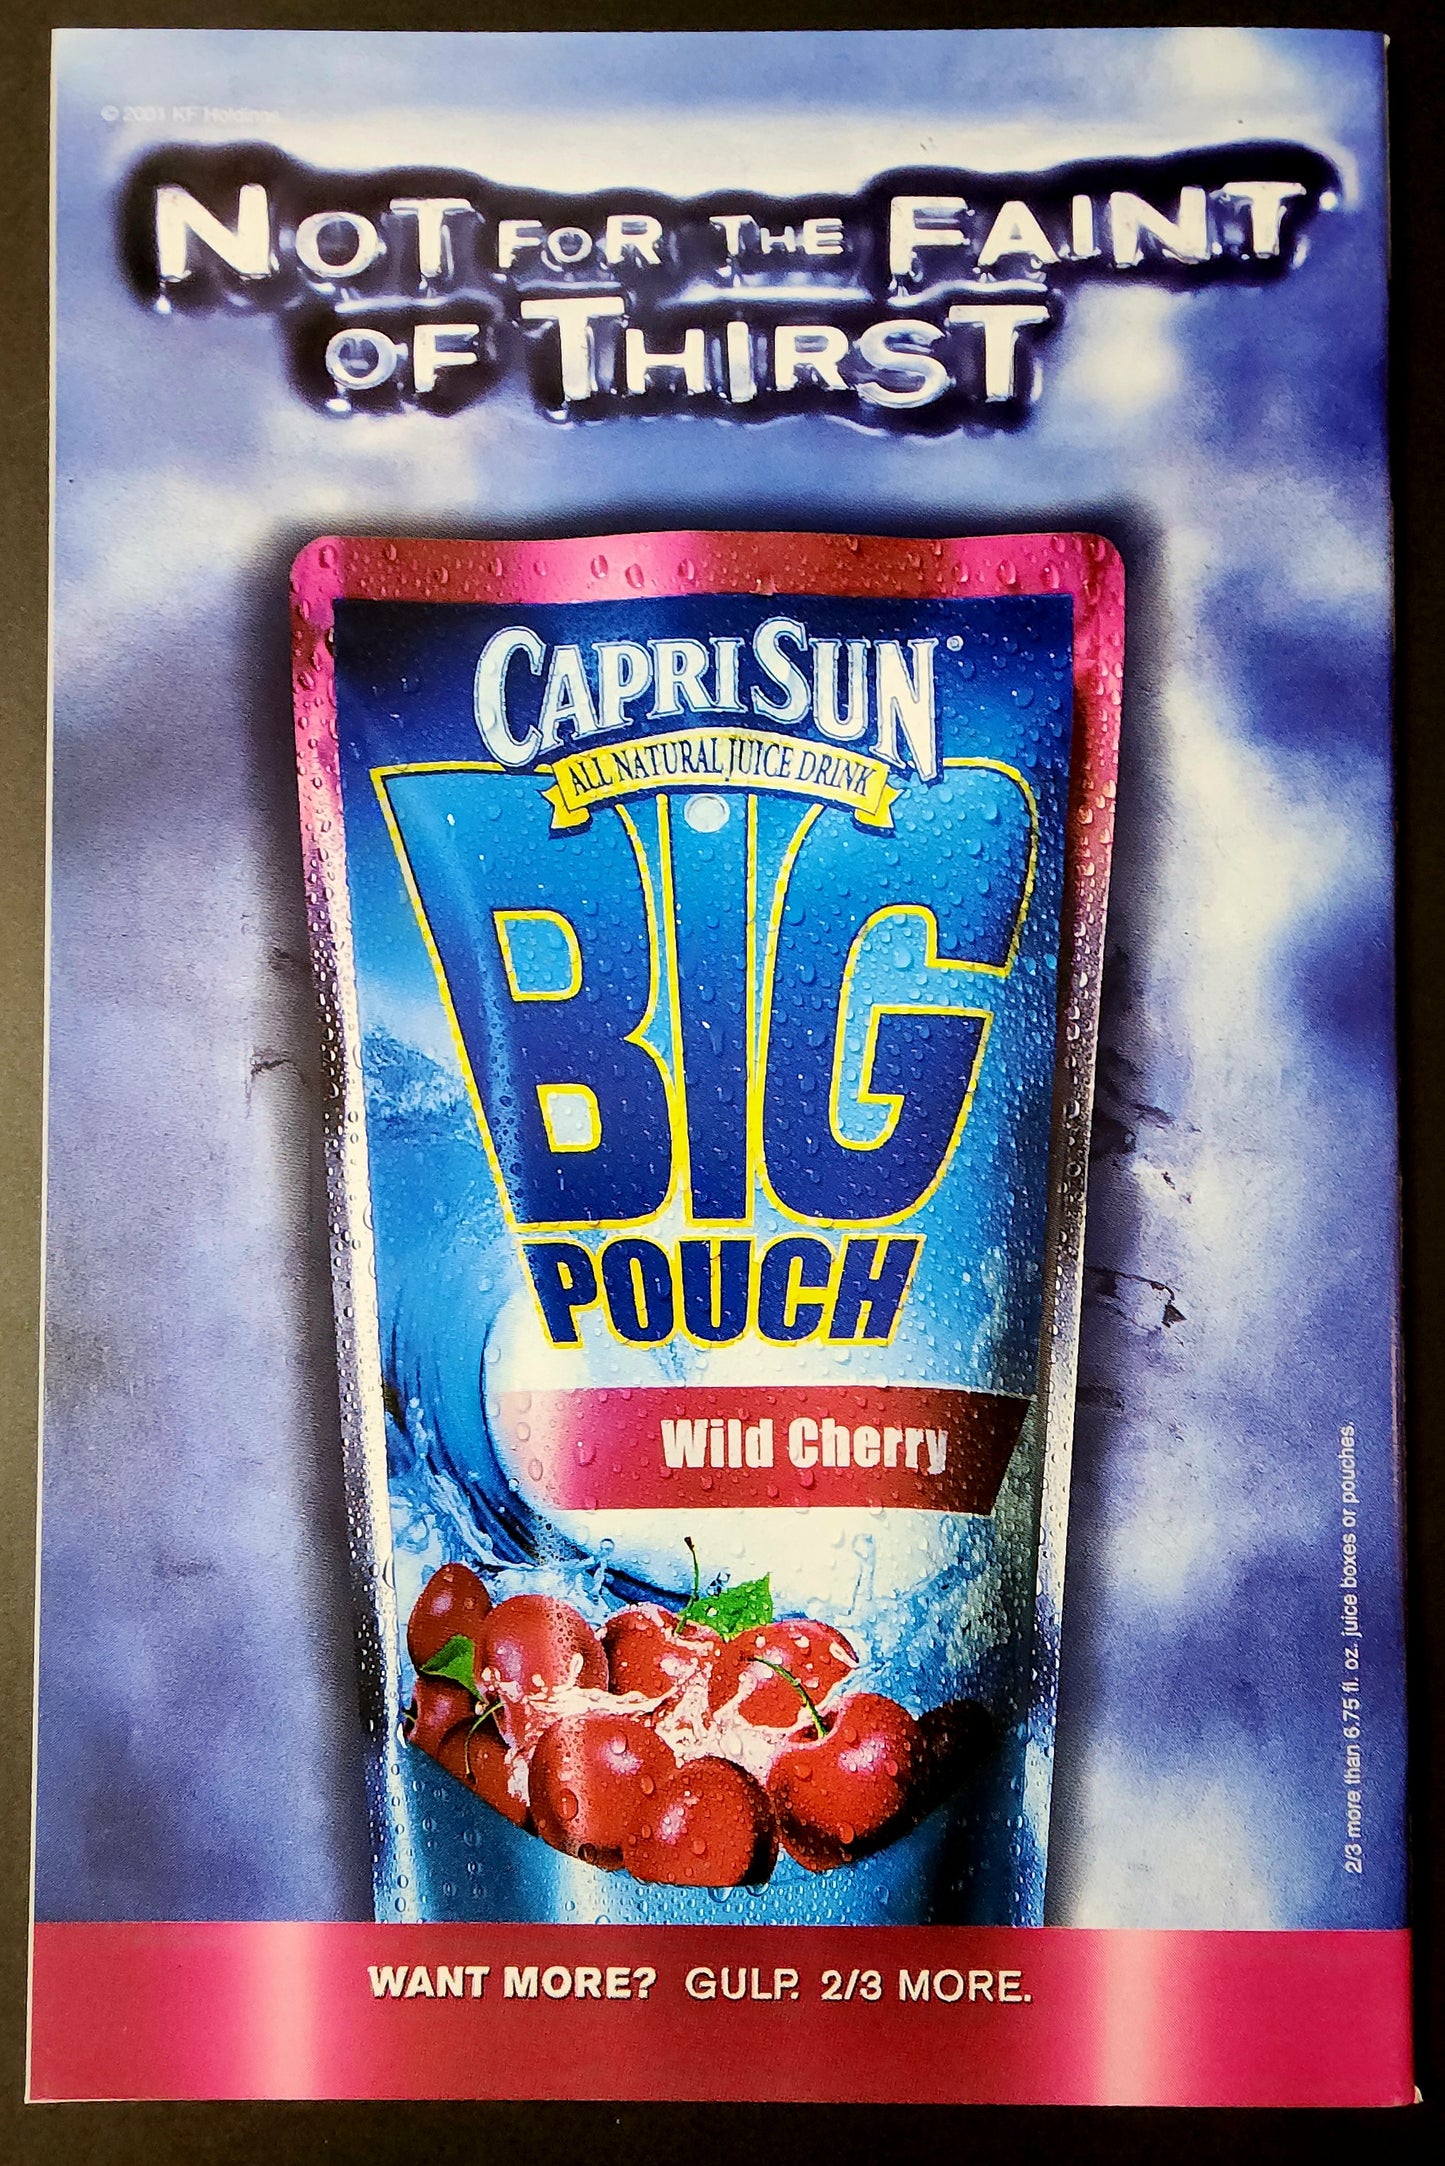 © 2001 KF Holdings
NOT FOR THE FAINT
OF THIRST
CAPRI SUN®
ALL NATURAL JUICE DRINK
BIG
POUCH
Wild Cherry
2/3 more than 6.75 fl. oz. juice boxes or pouches.
WANT MORE? GULP. 2/3 MORE.